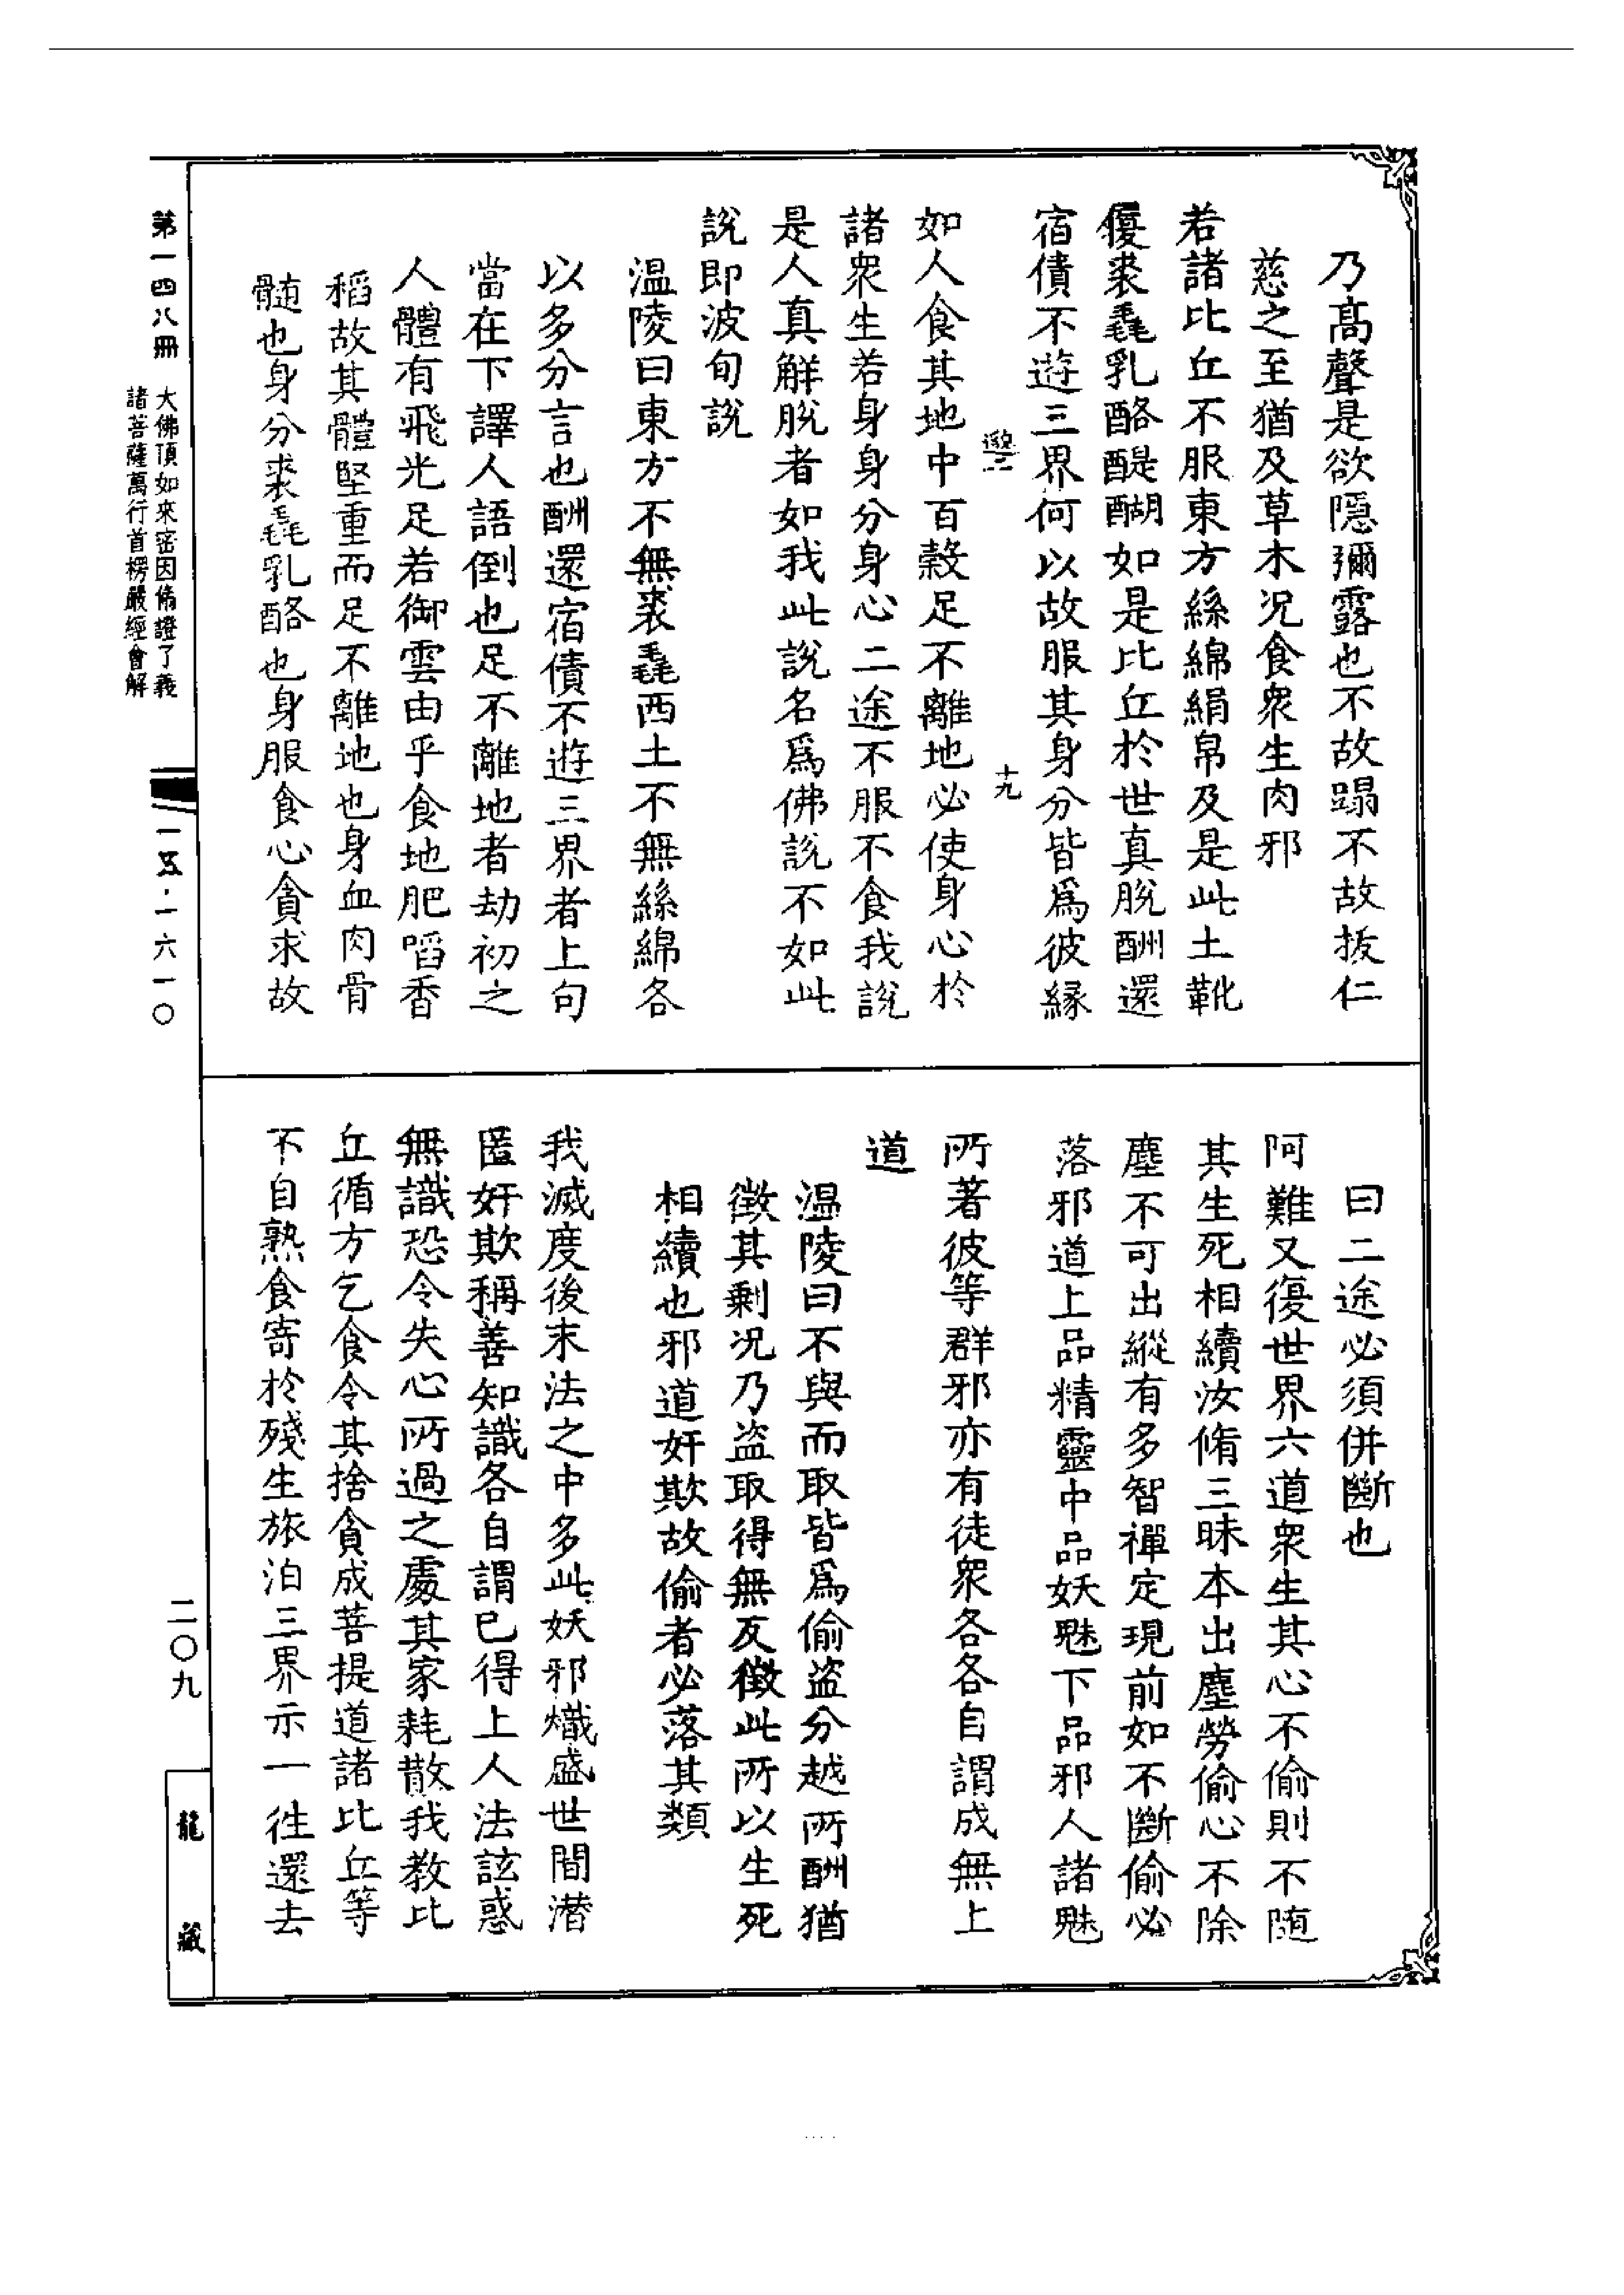 乃高聲是欲隱彌露也不故蹋不故拔仁
慈之至猶及草木况食衆生肉邪
若諸比丘不服東方絲綿絹帛及是此土靴
履裘毳乳酪醍醐如是比丘於世真脫酬還
宿債不遊三界何以故服其身分皆爲彼緣
十九
如人食其地中百穀足不離地必使身心於
諸衆生若身身分身心二途不服不食我說
是人真解脫者如我此說名爲佛說不如此
說即波旬說
温陵曰東方不無裘毳西土不無絲綿各
以多分言也酬還宿債不遊三界者上句
當在下譯人語倒也足不離地者劫初之
人體有飛光足若御雲由乎食地肥㗖香
稻故其體堅重而足不離地也身血肉骨
髓也身分裘毳乳酪也身服食心貪求故
曰二途必須併斷也
阿難又復世界六道衆生其心不偷則不随
其生死相續汝脩三昧本出塵勞偷心不除
塵不可出縱有多智禪定現前如不斷偷必
落邪道上品精靈中品妖魅下品邪人諸魅
所著彼等群邪亦有徒衆各各自謂成無上
道
温陵曰不與而取皆爲偷盗分越所酬猶
徴其剩况乃盗取得無反徴此所以生死
相續也邪道奸欺故偷者必落其類
我滅度後末法之中多此妖邪熾盛世間潜
匿奸欺稱善知識各自謂已得上人法詃惑
無識恐令失心所過之處其家耗散我教比
丘循方乞食令其捨貪成菩提道諸比丘等
不自熟食寄於殘生旅泊三界示一往還去
第一四八冊
大佛頂如來密因脩證了義
諸菩薩萬行首楞嚴經會解
一五·一六一〇
二〇九
龍藏